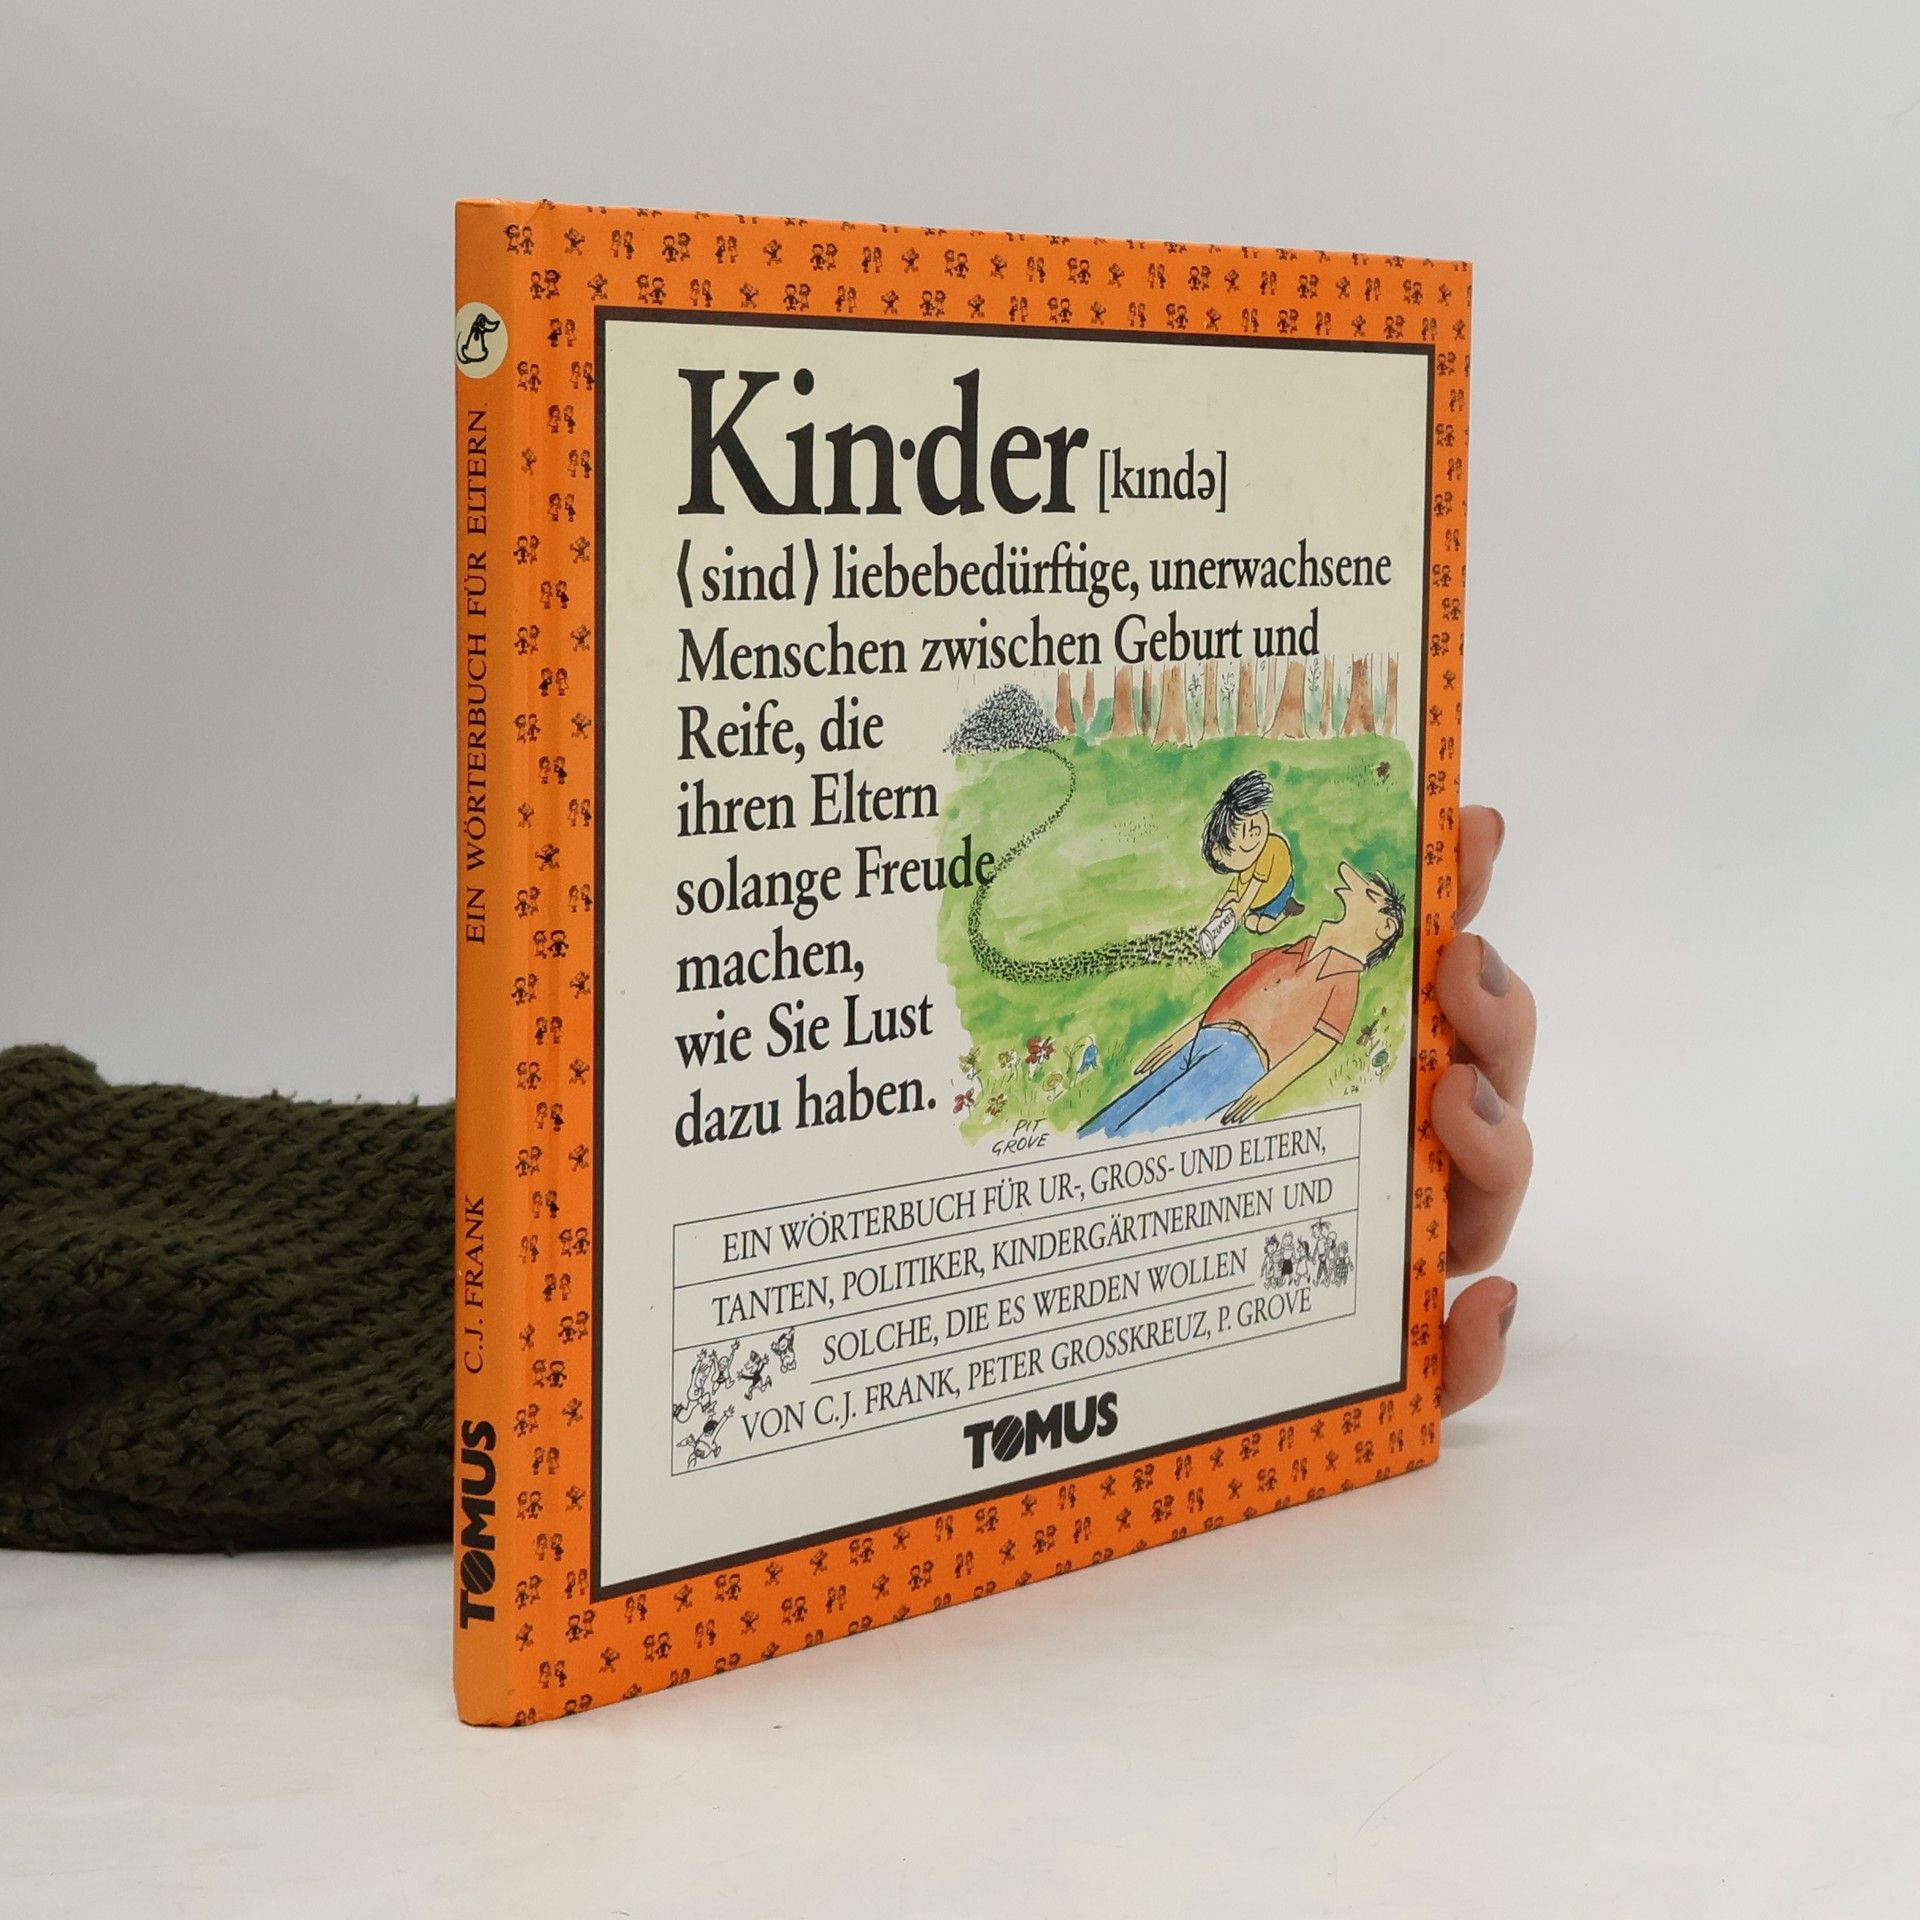 EIN WÖRTERBUCH FÜR ELTERN.
C.J. FRANK
TOMUS
Kin·der [kɪndə]
⟨sind⟩ liebebedürftige, unerwachsene
Menschen zwischen Geburt und
Reife, die
ihren Eltern
solange Freude
machen,
wie Sie Lust
dazu haben.
ZUCKER
PIT
GROVE
EIN WÖRTERBUCH FÜR UR-, GROSS- UND ELTERN,
TANTEN, POLITIKER, KINDERGÄRTNERINNEN UND
SOLCHE, DIE ES WERDEN WOLLEN
VON C.J. FRANK, PETER GROSSKREUZ, P. GROVE
TOMUS